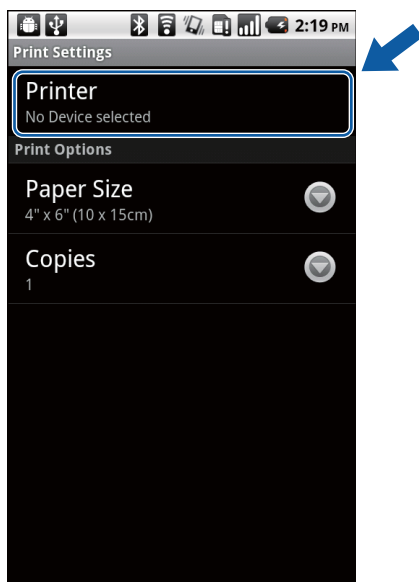 2:19 PM
Print Settings
Printer
No Device selected
Print Options
Paper Size
4" x 6" (10 x 15cm)
Copies
1